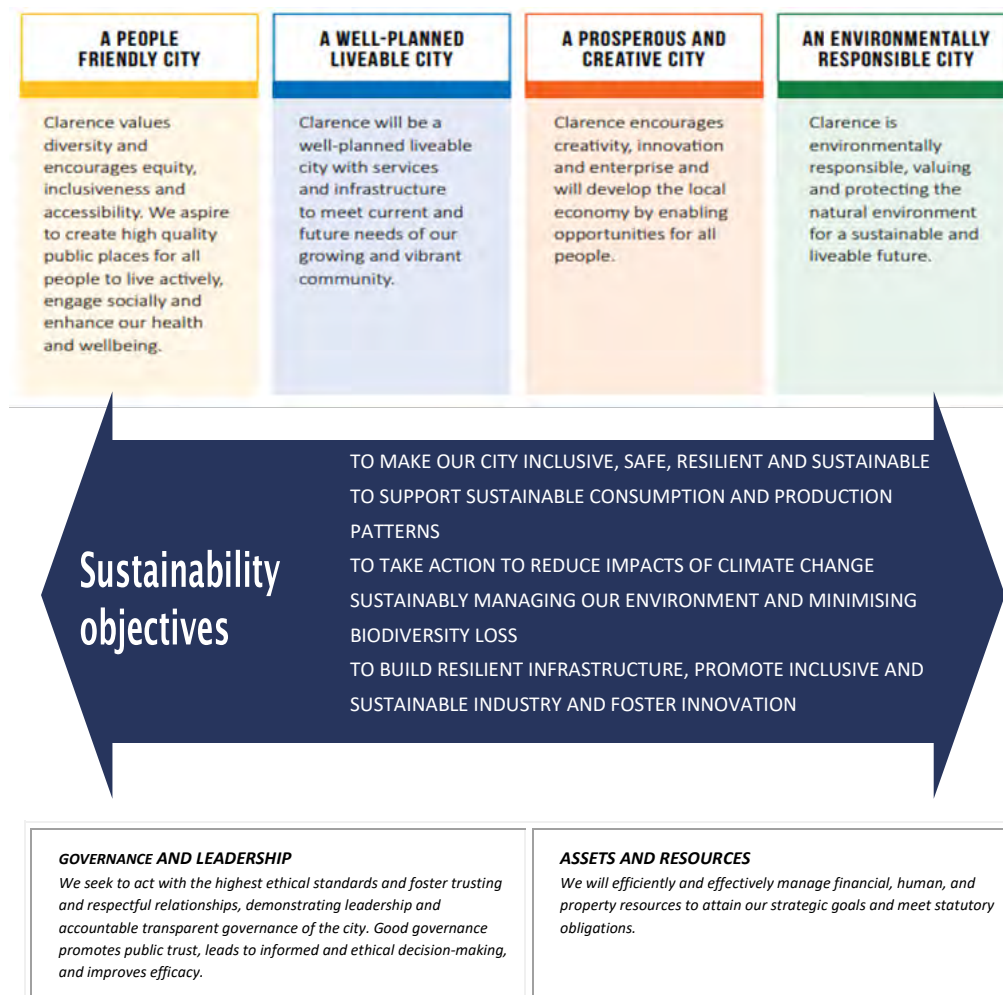 A PEOPLE
FRIENDLY CITY
Clarence values
diversity and
encourages equity,
inclusiveness and
accessibility. We aspire
to create high quality
public places for all
people to live actively,
engage socially and
enhance our health
and wellbeing.
A WELL-PLANNED
LIVEABLE CITY
Clarence will be a
well-planned liveable
city with services
and infrastructure
to meet current and
future needs of our
growing and vibrant
community.
A PROSPEROUS AND
CREATIVE CITY
Clarence encourages
creativity, innovation
and enterprise and
will develop the local
economy by enabling
opportunities for all
people.
AN ENVIRONMENTALLY
RESPONSIBLE CITY
Clarence is
environmentally
responsible, valuing
and protecting the
natural environment
for a sustainable and
liveable future.
Sustainability
objectives
TO MAKE OUR CITY INCLUSIVE, SAFE, RESILIENT AND SUSTAINABLE
TO SUPPORT SUSTAINABLE CONSUMPTION AND PRODUCTION
PATTERNS
TO TAKE ACTION TO REDUCE IMPACTS OF CLIMATE CHANGE
SUSTAINABLY MANAGING OUR ENVIRONMENT AND MINIMISING
BIODIVERSITY LOSS
TO BUILD RESILIENT INFRASTRUCTURE, PROMOTE INCLUSIVE AND
SUSTAINABLE INDUSTRY AND FOSTER INNOVATION
GOVERNANCE AND LEADERSHIP
We seek to act with the highest ethical standards and foster trusting
and respectful relationships, demonstrating leadership and
accountable transparent governance of the city. Good governance
promotes public trust, leads to informed and ethical decision-making,
and improves efficacy.
ASSETS AND RESOURCES
We will efficiently and effectively manage financial, human, and
property resources to attain our strategic goals and meet statutory
obligations.